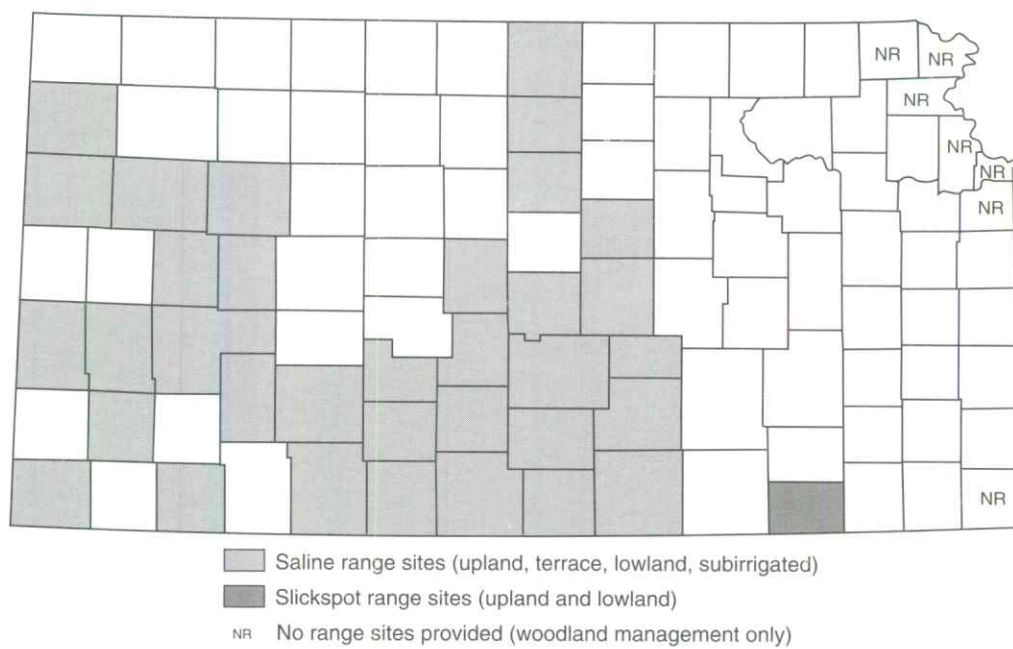 NR
NR
NR
NR
NR
NR
NR
Saline range sites (upland, terrace, lowland, subirrigated)
Slickspot range sites (upland and lowland)
NR No range sites provided (woodland management only)